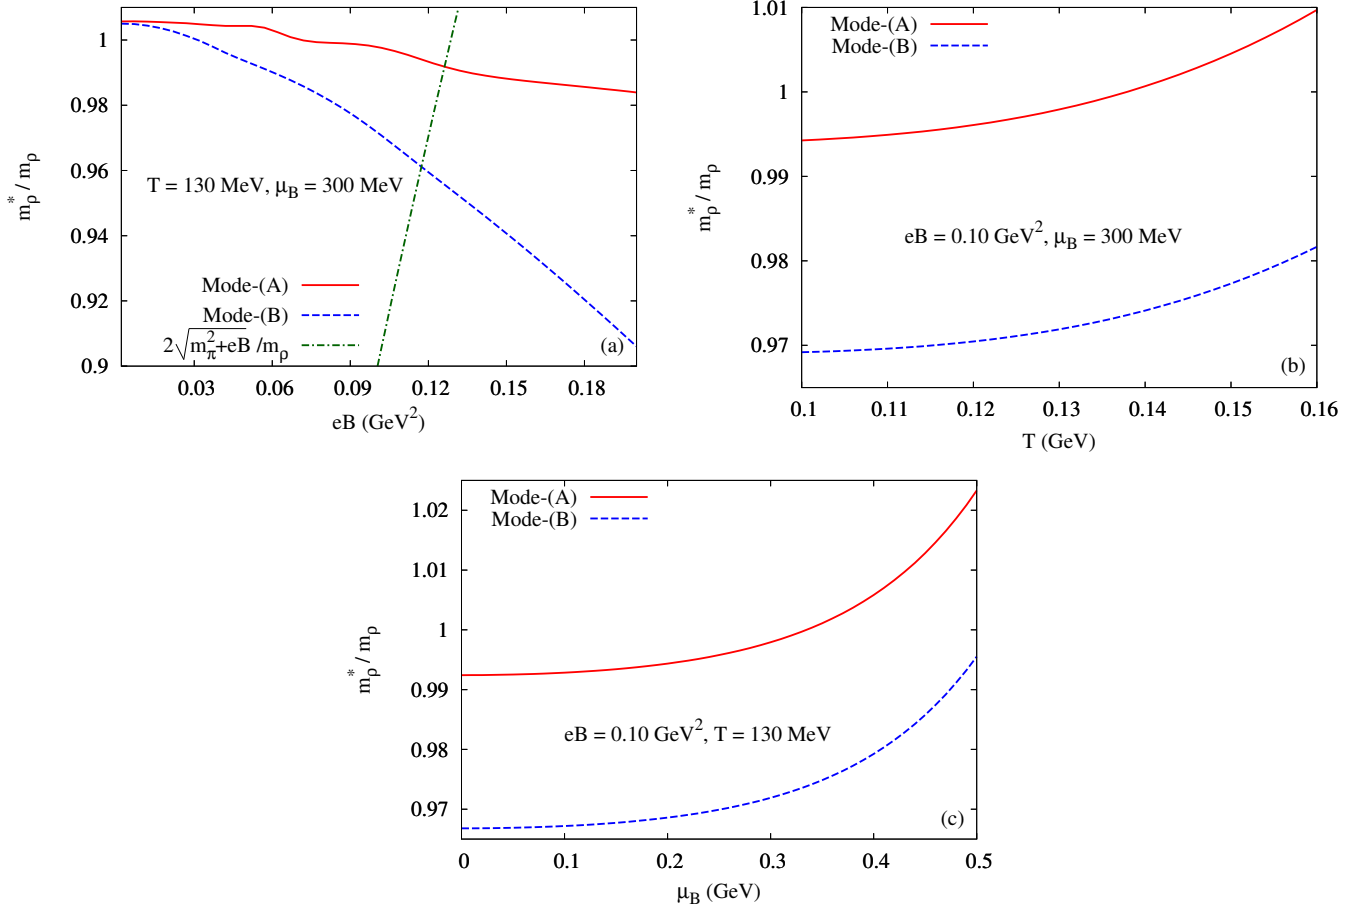 m*ρ / mρ
1
0.98
0.96
0.94
0.92
0.9
T = 130 MeV, μB = 300 MeV
Mode-(A)
Mode-(B)
2√(mπ²+eB) /mρ
(a)
0.03 0.06 0.09 0.12 0.15 0.18
eB (GeV²)
m*ρ / mρ
1.01
1
0.99
0.98
0.97
Mode-(A)
Mode-(B)
eB = 0.10 GeV², μB = 300 MeV
(b)
0.1 0.11 0.12 0.13 0.14 0.15 0.16
T (GeV)
m*ρ / mρ
1.02
1.01
1
0.99
0.98
0.97
Mode-(A)
Mode-(B)
eB = 0.10 GeV², T = 130 MeV
(c)
0 0.1 0.2 0.3 0.4 0.5
μB (GeV)